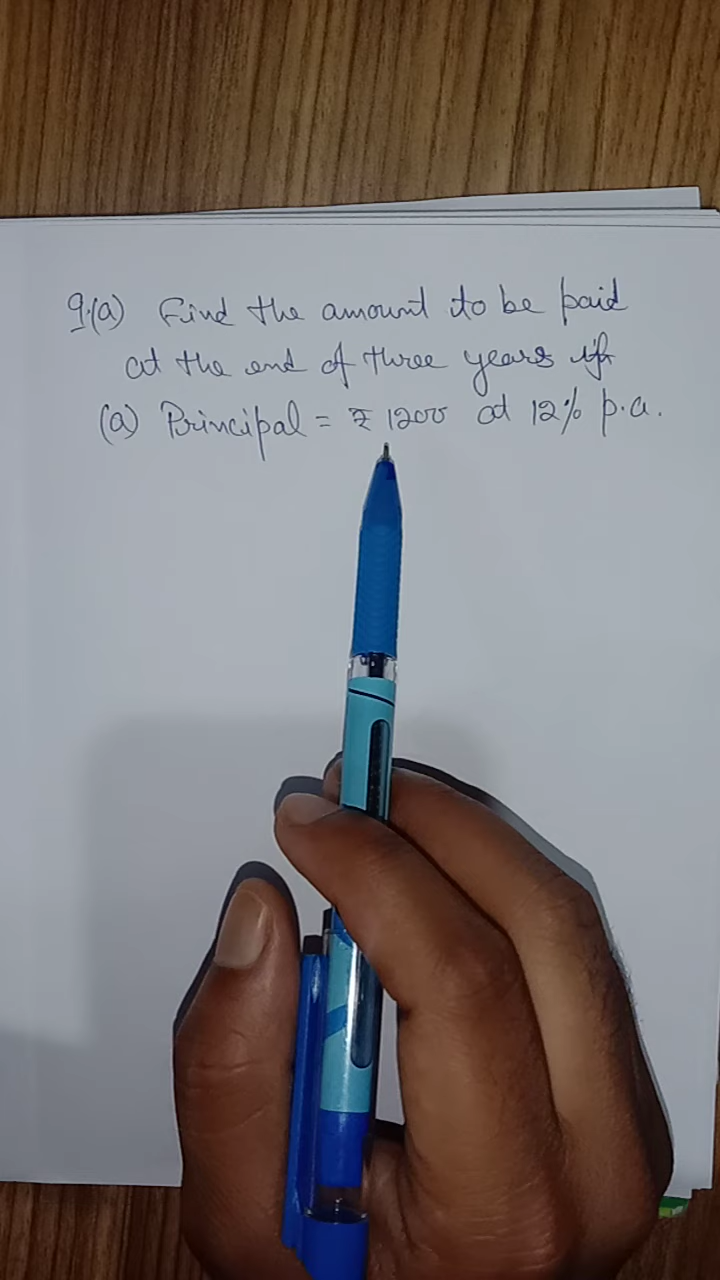 9.(a) Find the amount to be paid
at the end of three years if
(a) Principal = ₹ 1200 at 12% p.a.